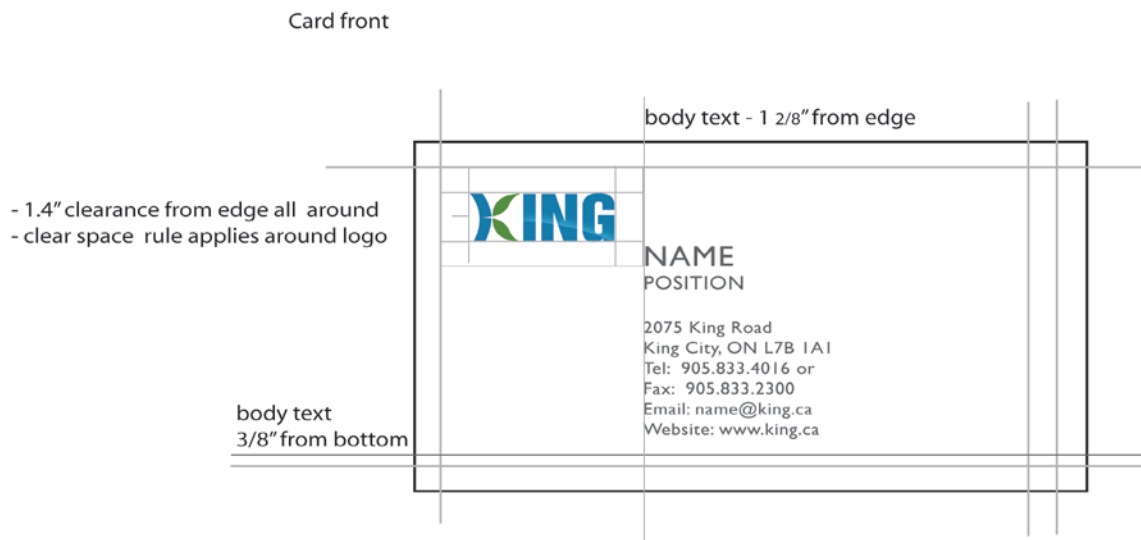 Card front
body text - 1 2/8" from edge
- 1.4" clearance from edge all around
- clear space rule applies around logo
KING
NAME
POSITION
2075 King Road
King City, ON L7B 1A1
Tel: 905.833.4016 or
Fax: 905.833.2300
Email: name@king.ca
Website: www.king.ca
body text
3/8" from bottom